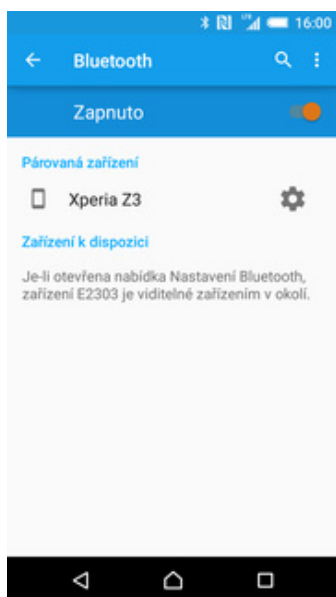 16:00
Bluetooth
Zapnuto
Párovaná zařízení
Xperia Z3
Zařízení k dispozici
Je-li otevřena nabídka Nastavení Bluetooth,
zařízení E2303 je viditelné zařízením v okolí.